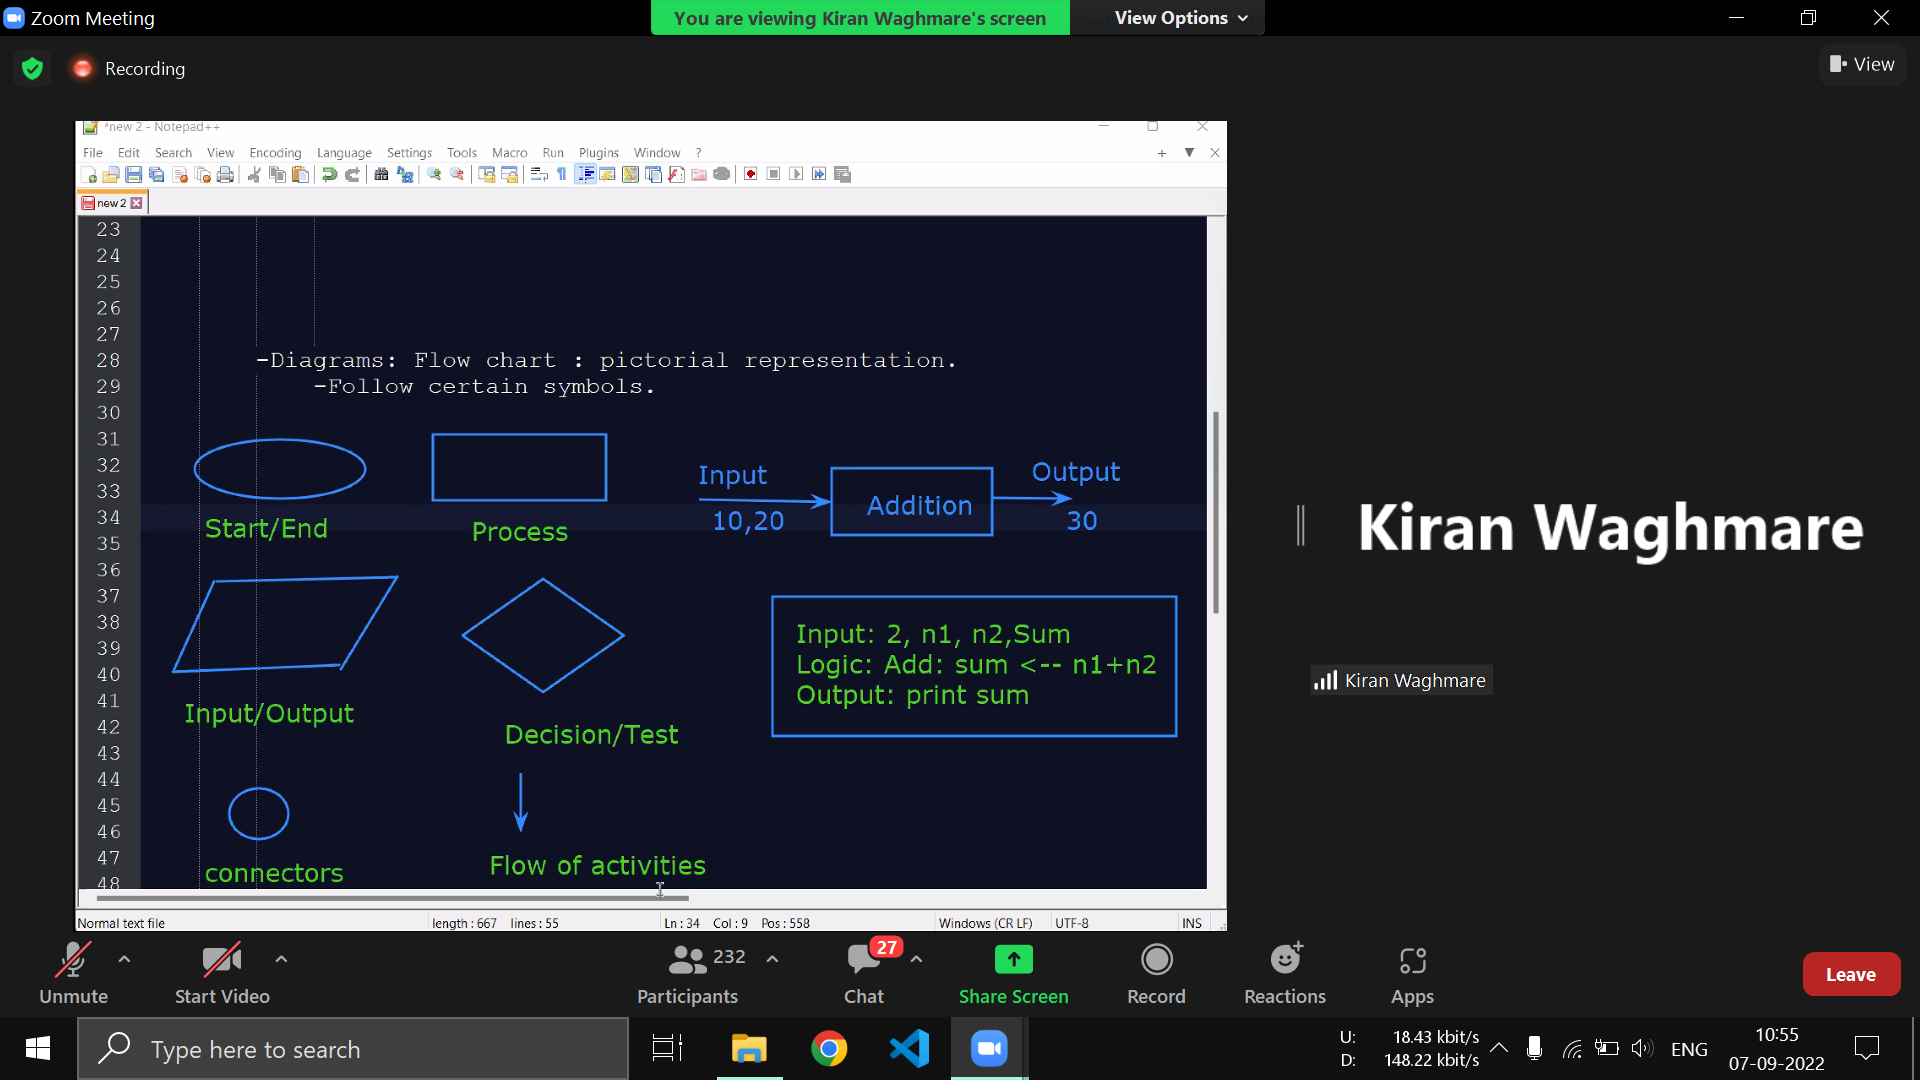 Zoom Meeting
You are viewing Kiran Waghmare's screen
View Options
Recording
View
*new 2 - Notepad++
File Edit Search View Encoding Language Settings Tools Macro Run Plugins Window ?
new 2
23
24
25
26
27
28 -Diagrams: Flow chart : pictorial representation.
29 -Follow certain symbols.
30
31
32
33
34
35
36
37
38
39
40
41
42
43
44
45
46
47
48
Start/End
Process
Input
10,20
Addition
Output
30
Input/Output
Decision/Test
Input: 2, n1, n2,Sum
Logic: Add: sum <-- n1+n2
Output: print sum
connectors
Flow of activities
Normal text file length : 667 lines : 55 Ln : 34 Col : 9 Pos : 558 Windows (CR LF) UTF-8 INS
Kiran Waghmare
Kiran Waghmare
Unmute
Start Video
232
Participants
27
Chat
Share Screen
Record
Reactions
Apps
Leave
Type here to search
U: 18.43 kbit/s
D: 148.22 kbit/s
ENG
10:55
07-09-2022